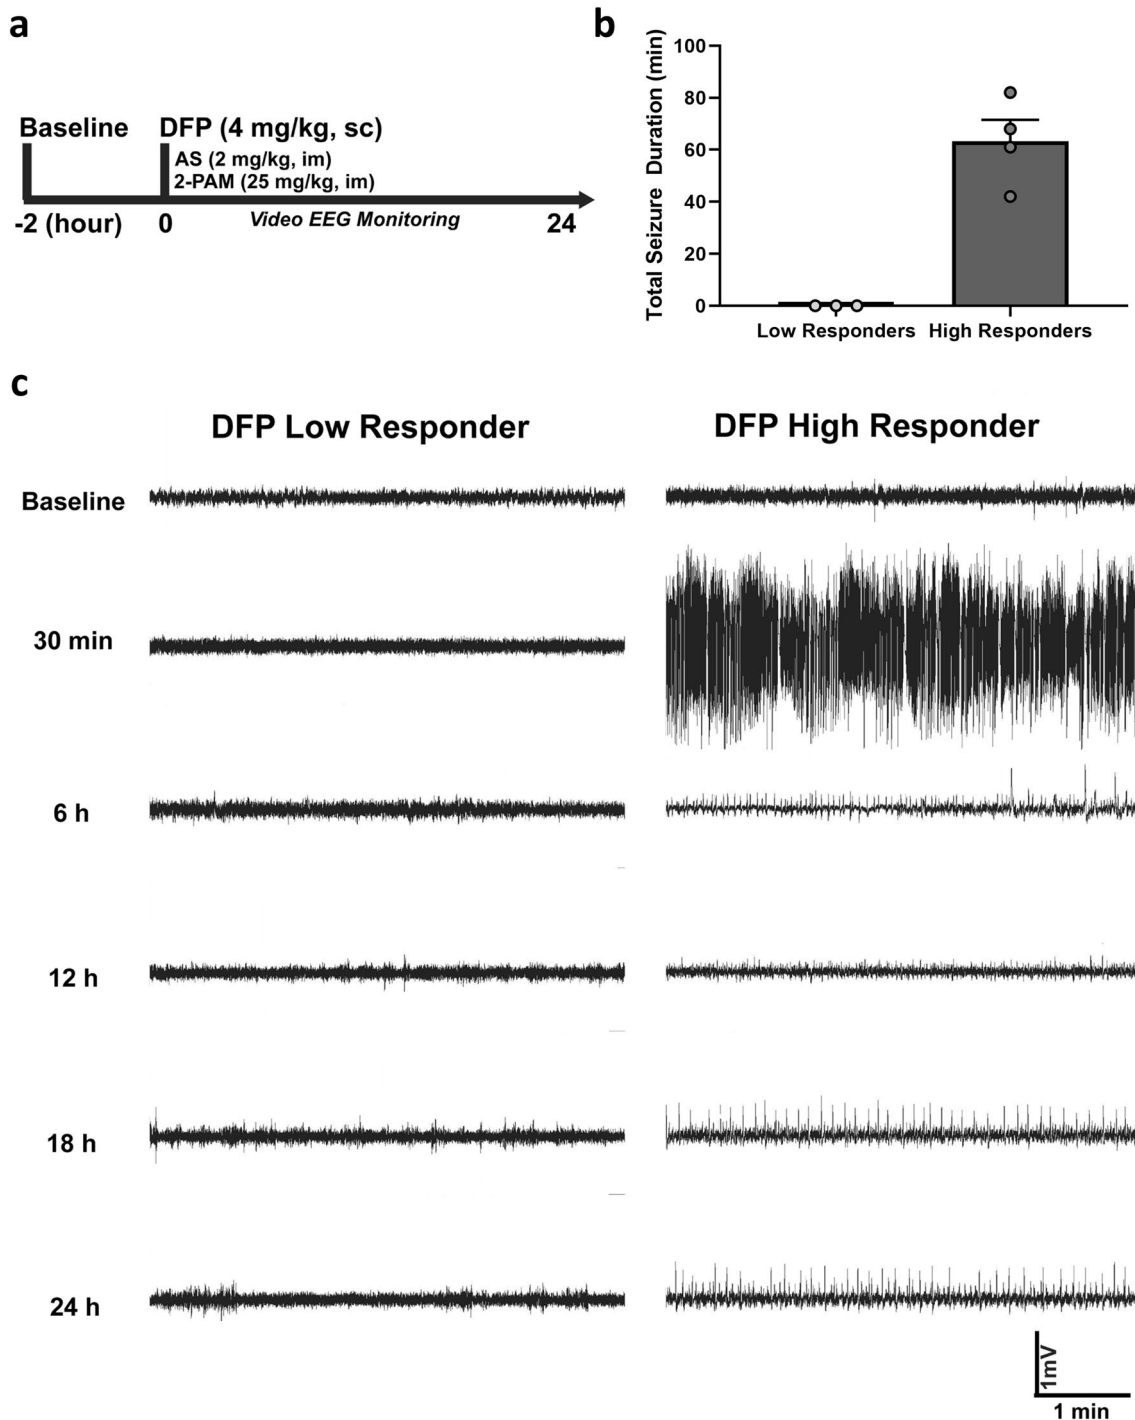 a
Baseline DFP (4 mg/kg, sc)
AS (2 mg/kg, im)
2-PAM (25 mg/kg, im)
-2 (hour) 0 Video EEG Monitoring 24
b
Total Seizure Duration (min)
100
80
60
40
20
0
Low Responders High Responders
c
DFP Low Responder DFP High Responder
Baseline
30 min
6 h
12 h
18 h
24 h
1mV
1 min